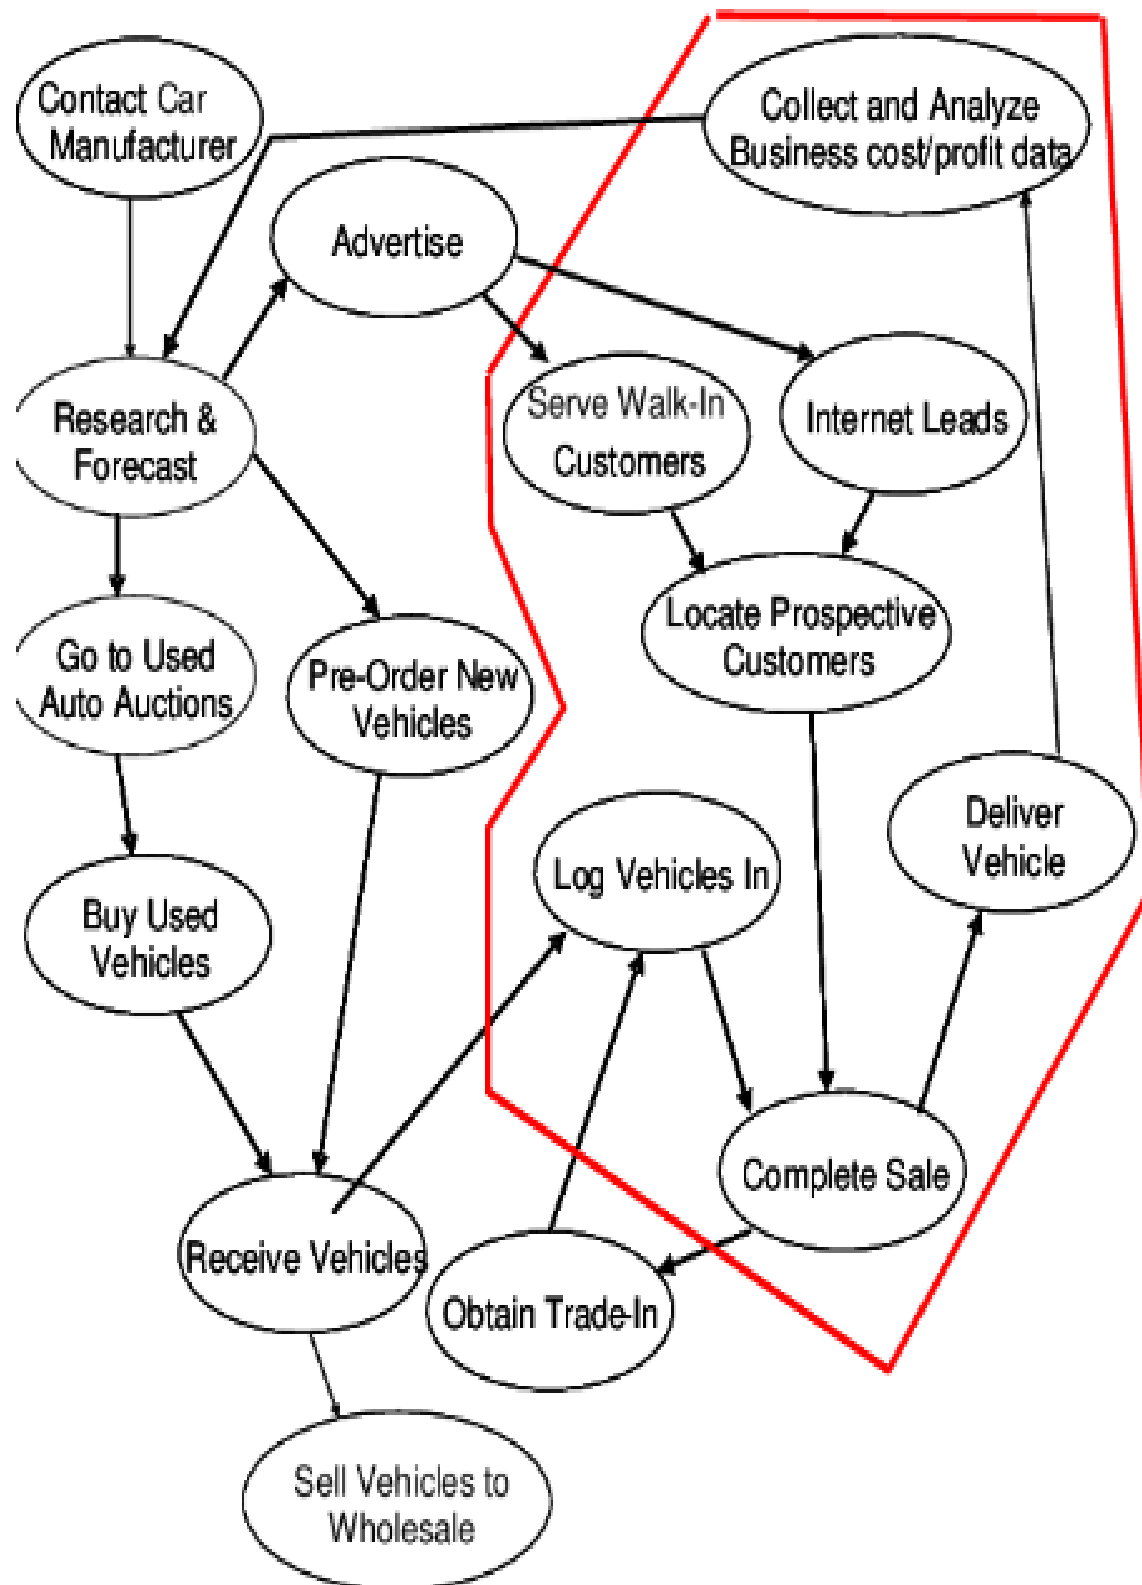 Contact Car
Manufacturer
Collect and Analyze
Business cost/profit data
Advertise
Serve Walk-In
Customers
Internet Leads
Research &
Forecast
Locate Prospective
Customers
Go to Used
Auto Auctions
Pre-Order New
Vehicles
Deliver
Vehicle
Log Vehicles In
Buy Used
Vehicles
Complete Sale
Receive Vehicles
Obtain Trade-In
Sell Vehicles to
Wholesale